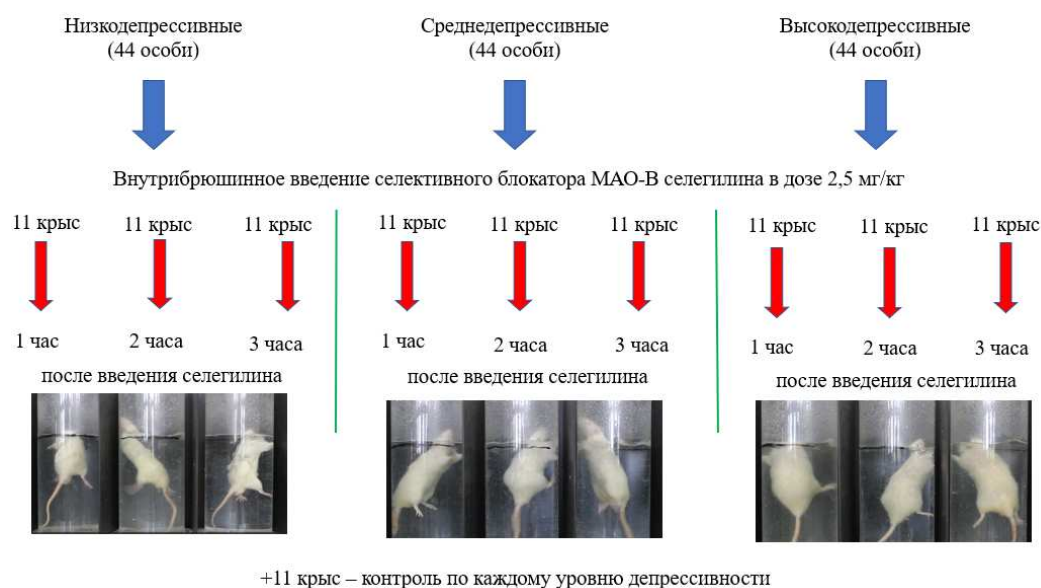 Низкодепрессивные
(44 особи)
Среднедепрессивные
(44 особи)
Высокодепрессивные
(44 особи)
Внутрибрюшинное введение селективного блокатора МАО-В селегилина в дозе 2,5 мг/кг
11 крыс 11 крыс 11 крыс
11 крыс 11 крыс 11 крыс
11 крыс 11 крыс 11 крыс
1 час 2 часа 3 часа
1 час 2 часа 3 часа
1 час 2 часа 3 часа
после введения селегилина
после введения селегилина
после введения селегилина
+11 крыс – контроль по каждому уровню депрессивности